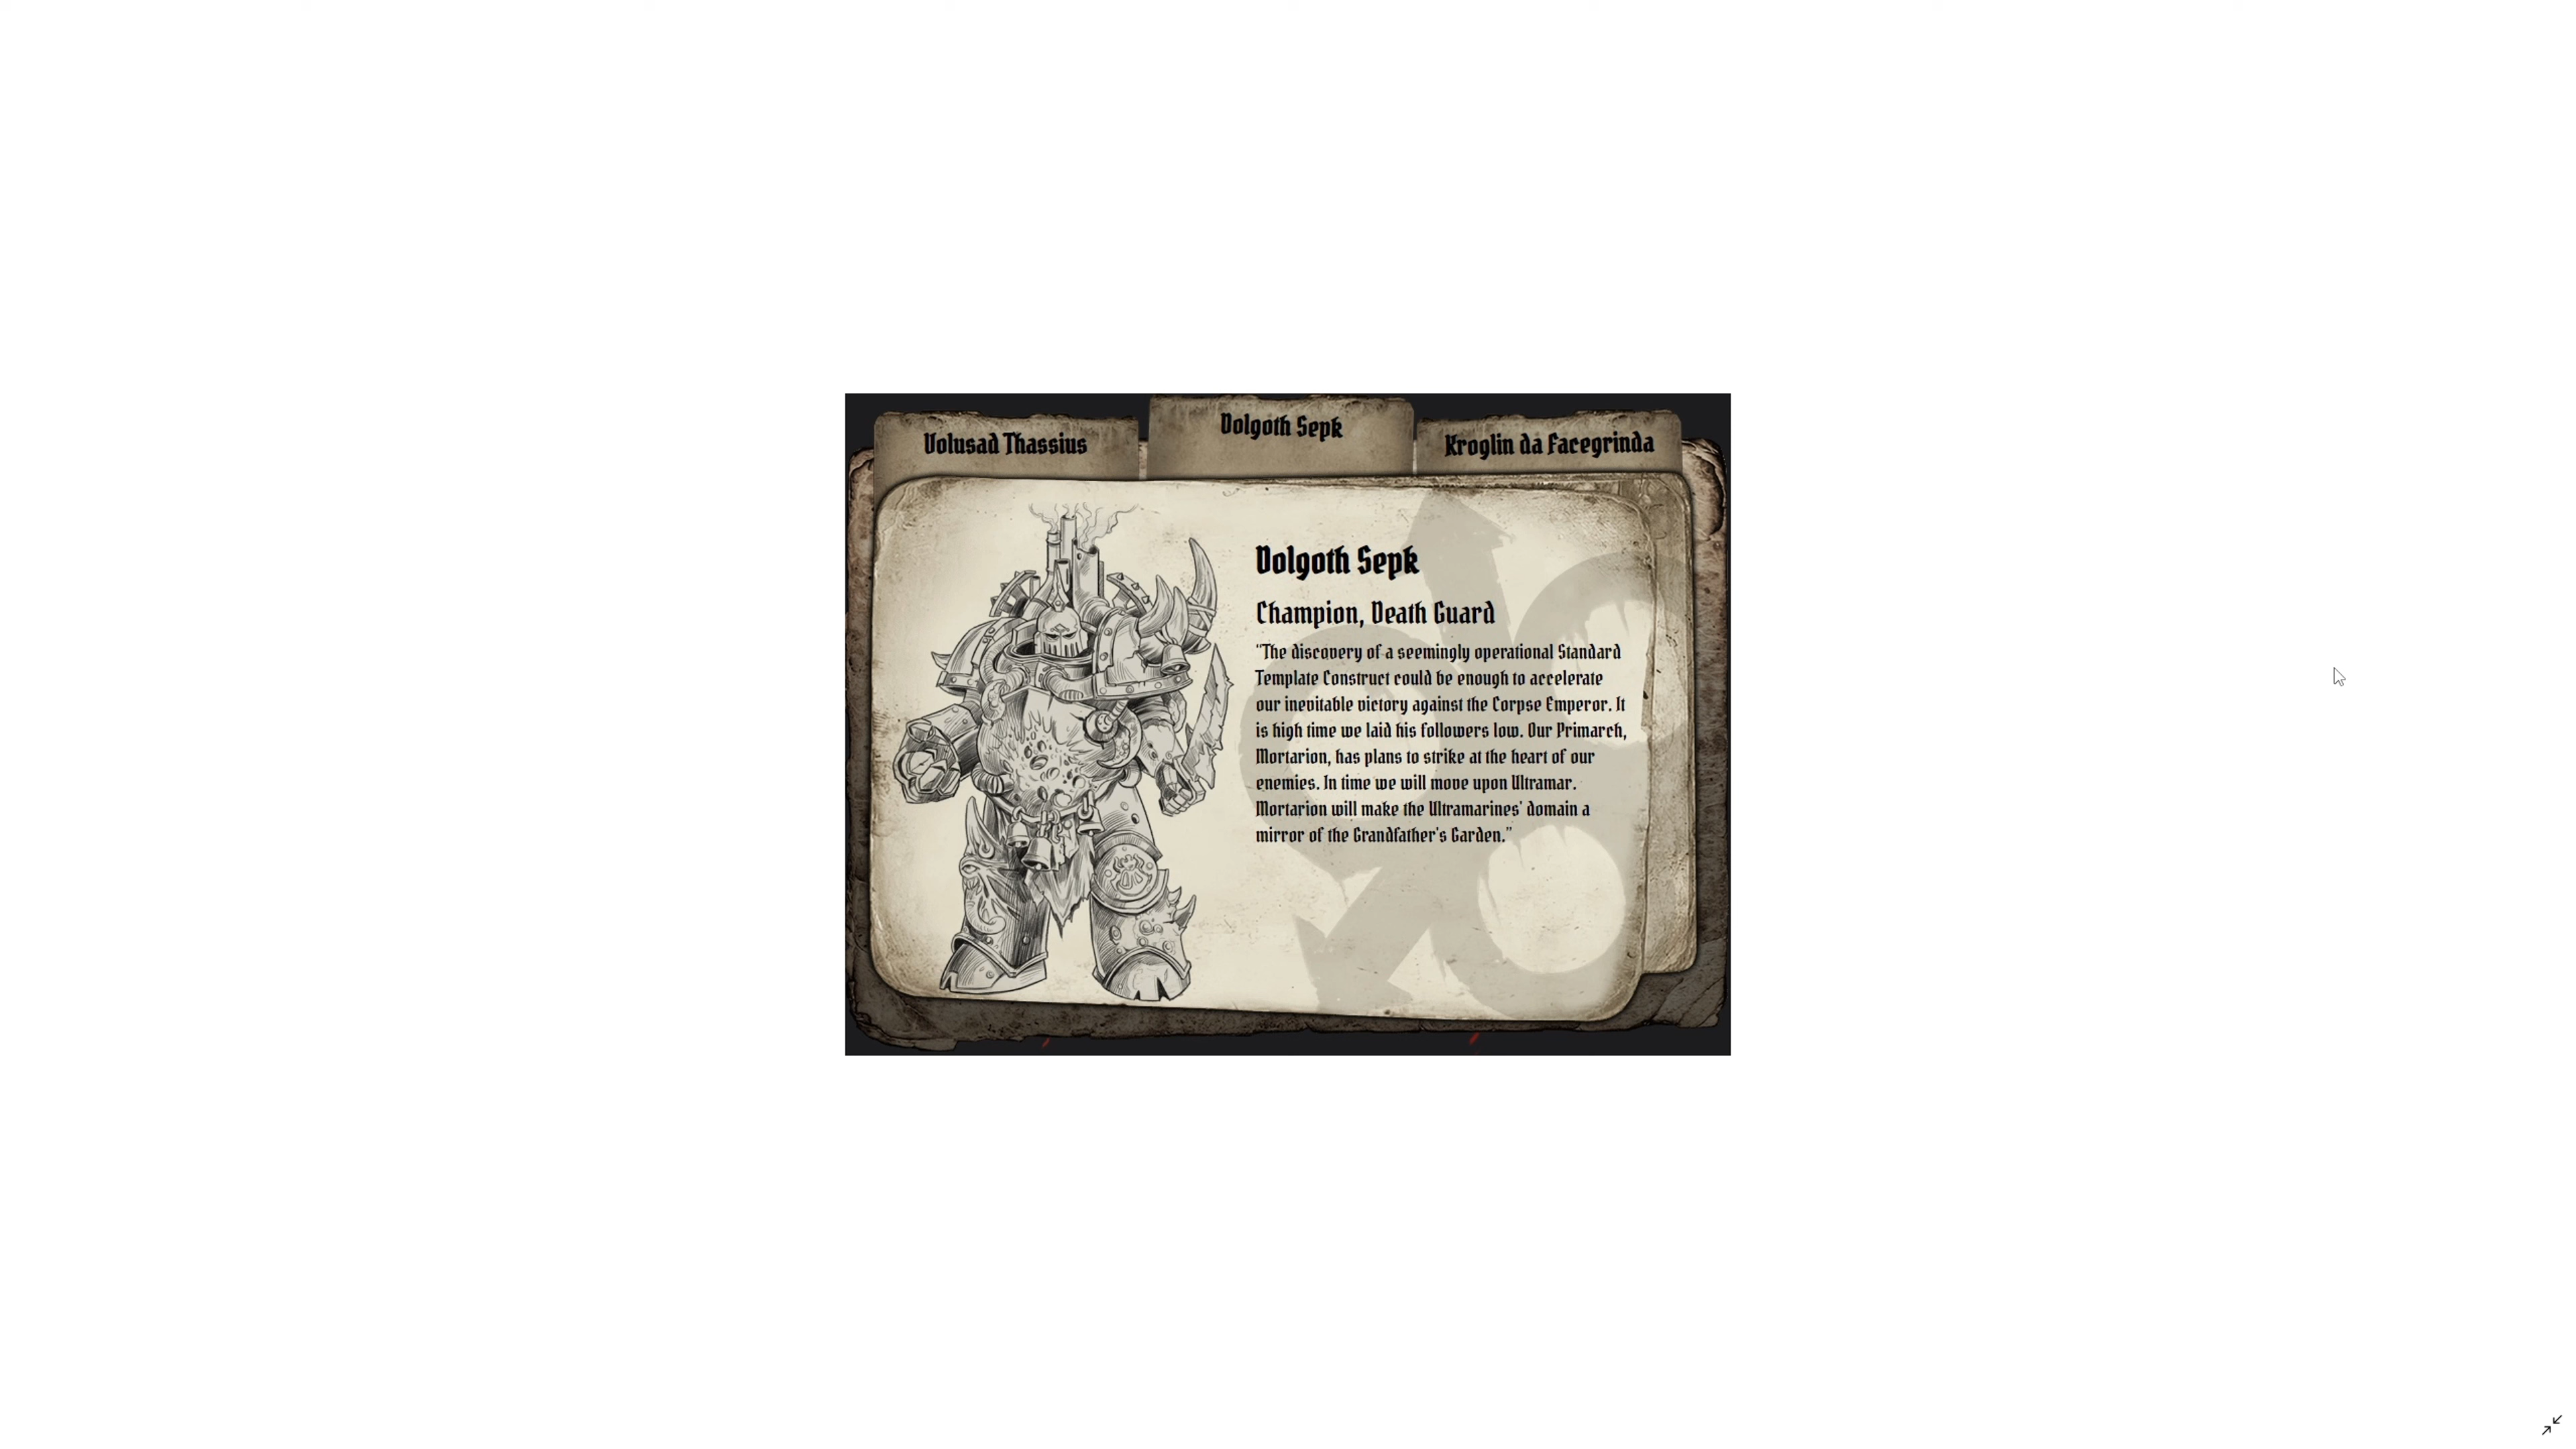 Volusad Thassius
Dolgoth Sepk
Kroglin da Facegrinda
Dolgoth Sepk
Champion, Death Guard
"The discovery of a seemingly operational Standard
Template Construct could be enough to accelerate
our inevitable victory against the Corpse Emperor. It
is high time we laid his followers low. Our Primarch,
Mortarion, has plans to strike at the heart of our
enemies. In time we will move upon Ultramar.
Mortarion will make the Ultramarines' domain a
mirror of the Grandfather's Garden."